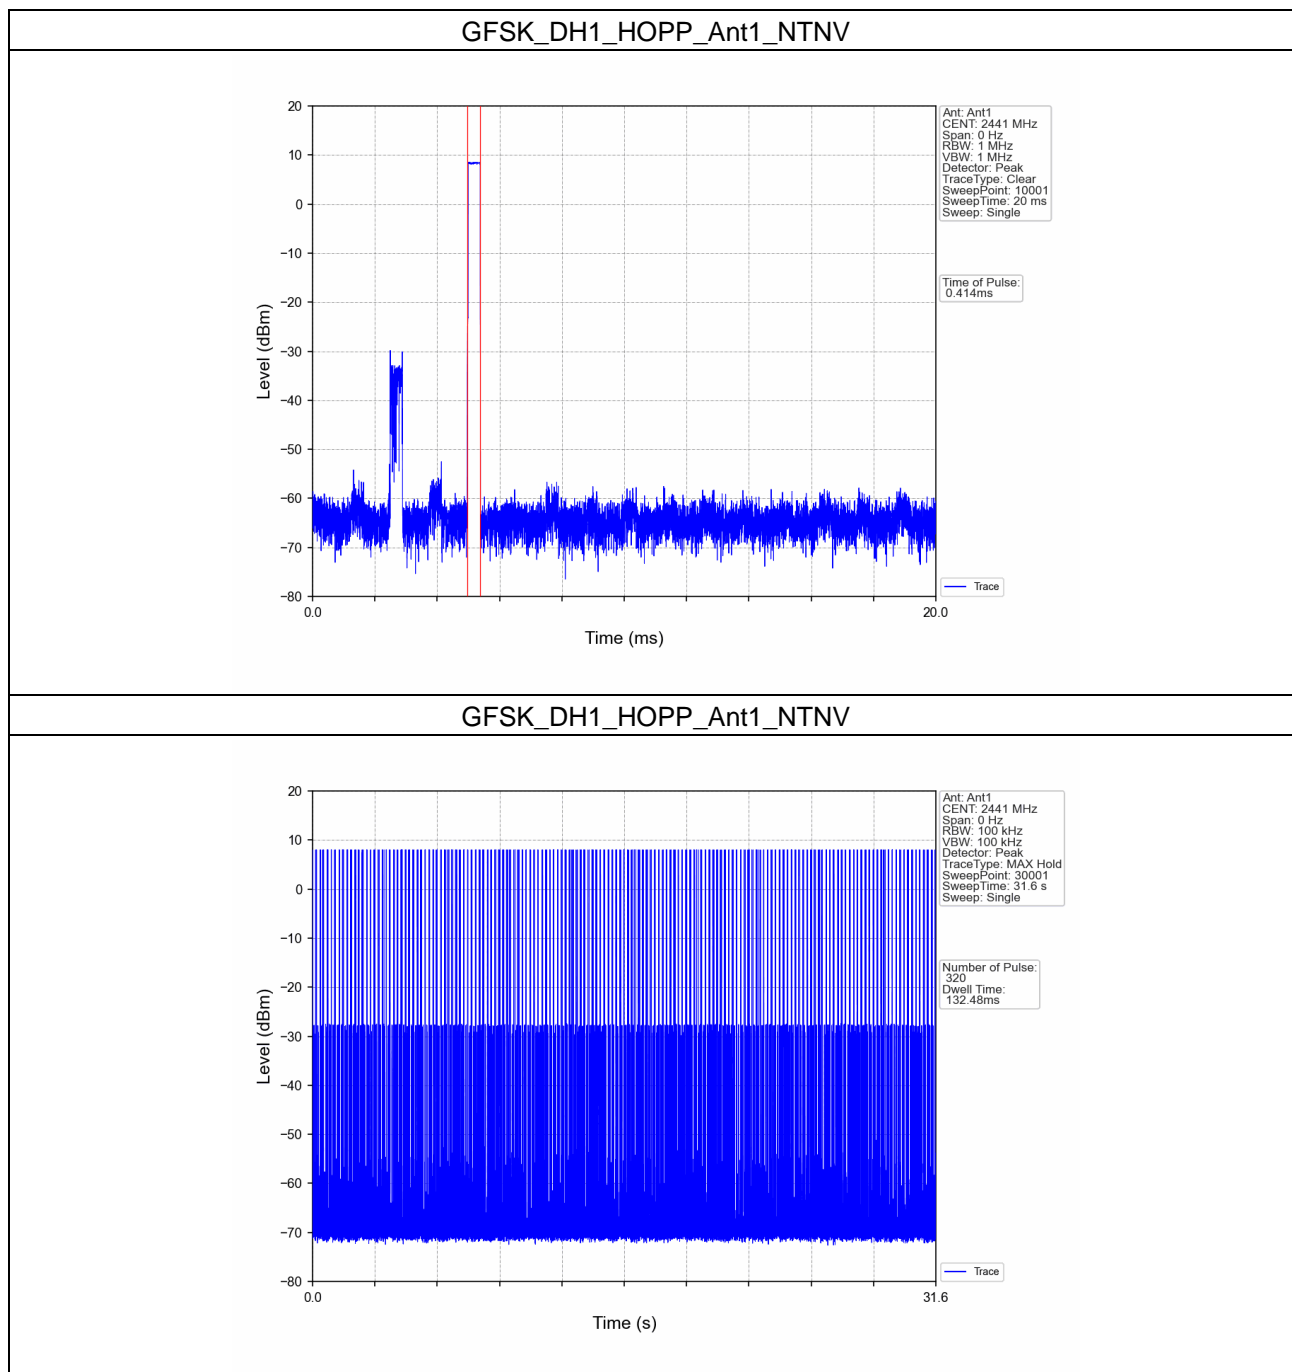 GFSK_DH1_HOPP_Ant1_NTNV
20
10
0
−10
−20
−30
−40
−50
−60
−70
−80
Level (dBm)
0.0
20.0
Time (ms)
Ant: Ant1
CENT: 2441 MHz
Span: 0 Hz
RBW: 1 MHz
VBW: 1 MHz
Detector: Peak
TraceType: Clear
SweepPoint: 10001
SweepTime: 20 ms
Sweep: Single
Time of Pulse:
0.414ms
Trace
GFSK_DH1_HOPP_Ant1_NTNV
20
10
0
−10
−20
−30
−40
−50
−60
−70
−80
Level (dBm)
0.0
31.6
Time (s)
Ant: Ant1
CENT: 2441 MHz
Span: 0 Hz
RBW: 100 kHz
VBW: 100 kHz
Detector: Peak
TraceType: MAX Hold
SweepPoint: 30001
SweepTime: 31.6 s
Sweep: Single
Number of Pulse:
320
Dwell Time:
132.48ms
Trace